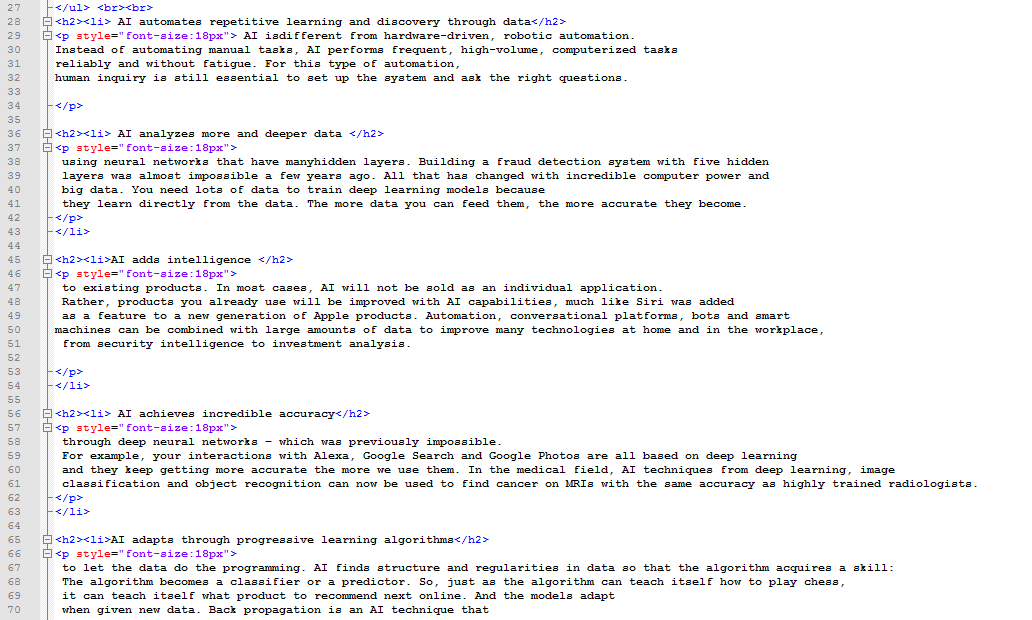 27 </ul> <br><br>
28 <h2><li> AI automates repetitive learning and discovery through data</h2>
29 <p style="font-size:18px"> AI isdifferent from hardware-driven, robotic automation.
30 Instead of automating manual tasks, AI performs frequent, high-volume, computerized tasks
31 reliably and without fatigue. For this type of automation,
32 human inquiry is still essential to set up the system and ask the right questions.
33
34 </p>
35
36 <h2><li> AI analyzes more and deeper data </h2>
37 <p style="font-size:18px">
38 using neural networks that have manyhidden layers. Building a fraud detection system with five hidden
39 layers was almost impossible a few years ago. All that has changed with incredible computer power and
40 big data. You need lots of data to train deep learning models because
41 they learn directly from the data. The more data you can feed them, the more accurate they become.
42 </p>
43 </li>
44
45 <h2><li>AI adds intelligence </h2>
46 <p style="font-size:18px">
47 to existing products. In most cases, AI will not be sold as an individual application.
48 Rather, products you already use will be improved with AI capabilities, much like Siri was added
49 as a feature to a new generation of Apple products. Automation, conversational platforms, bots and smart
50 machines can be combined with large amounts of data to improve many technologies at home and in the workplace,
51 from security intelligence to investment analysis.
52
53 </p>
54 </li>
55
56 <h2><li> AI achieves incredible accuracy</h2>
57 <p style="font-size:18px">
58 through deep neural networks – which was previously impossible.
59 For example, your interactions with Alexa, Google Search and Google Photos are all based on deep learning
60 and they keep getting more accurate the more we use them. In the medical field, AI techniques from deep learning, image
61 classification and object recognition can now be used to find cancer on MRIs with the same accuracy as highly trained radiologists.
62 </p>
63 </li>
64
65 <h2><li>AI adapts through progressive learning algorithms</h2>
66 <p style="font-size:18px">
67 to let the data do the programming. AI finds structure and regularities in data so that the algorithm acquires a skill:
68 The algorithm becomes a classifier or a predictor. So, just as the algorithm can teach itself how to play chess,
69 it can teach itself what product to recommend next online. And the models adapt
70 when given new data. Back propagation is an AI technique that